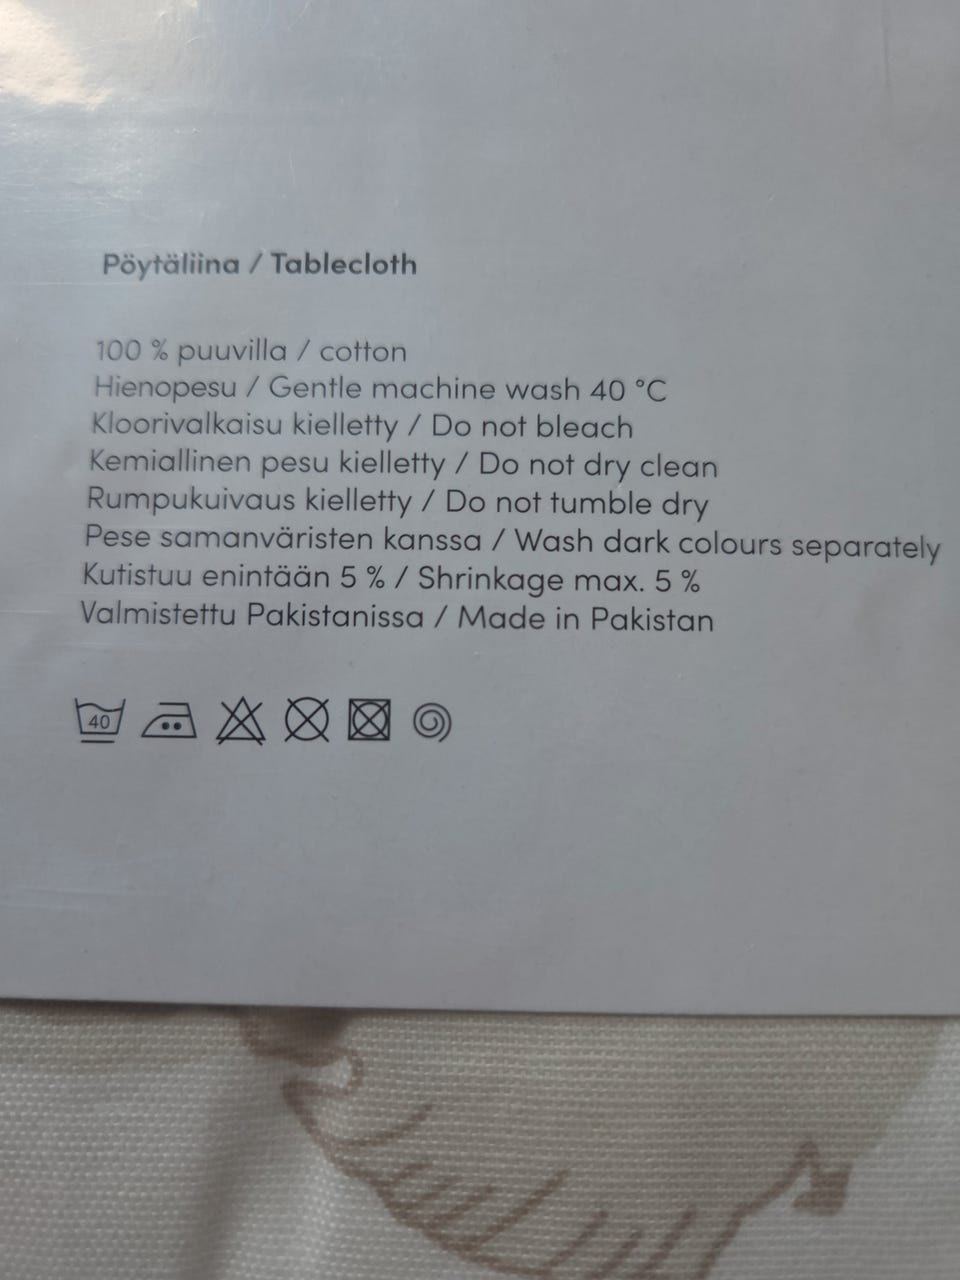 Pöytäliina / Tablecloth
100 % puuvilla / cotton
Hienopesu / Gentle machine wash 40 °C
Kloorivalkaisu kielletty / Do not bleach
Kemiallinen pesu kielletty / Do not dry clean
Rumpukuivaus kielletty / Do not tumble dry
Pese samanväristen kanssa / Wash dark colours separately
Kutistuu enintään 5 % / Shrinkage max. 5 %
Valmistettu Pakistanissa / Made in Pakistan
40